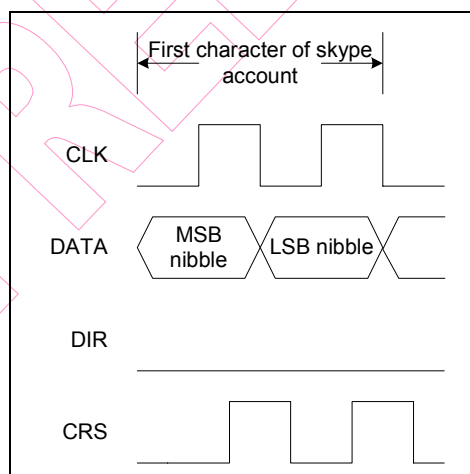 First character of skype
account
CLK
DATA
MSB
nibble
LSB nibble
DIR
CRS